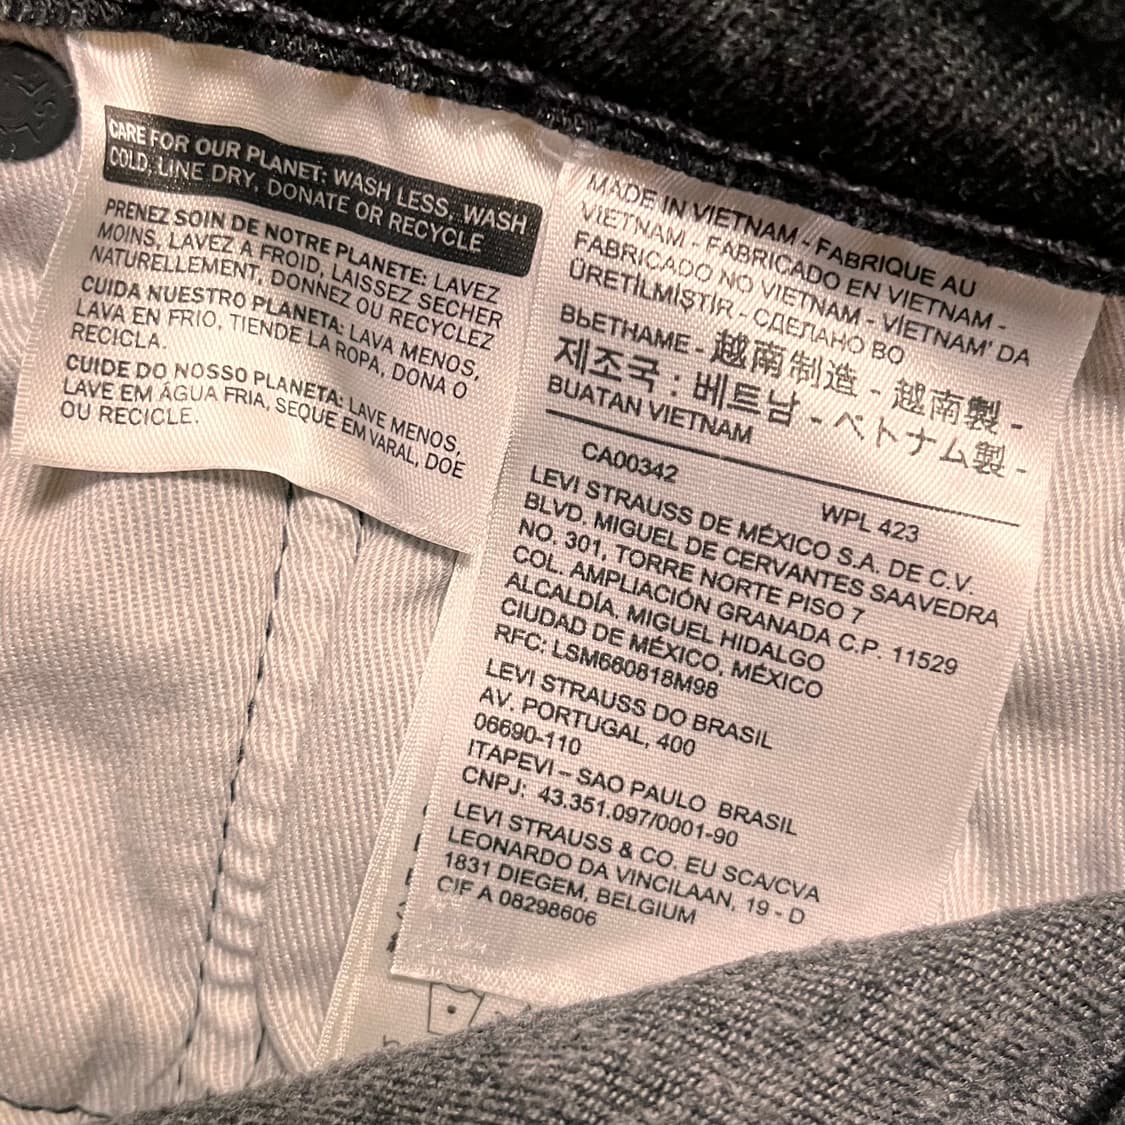 CARE FOR OUR PLANET: WASH LESS, WASH
COLD, LINE DRY, DONATE OR RECYCLE
PRENEZ SOIN DE NOTRE PLANETE: LAVEZ
MOINS, LAVEZ A FROID, LAISSEZ SECHER
NATURELLEMENT, DONNEZ OU RECYCLEZ
CUIDA NUESTRO PLANETA: LAVA MENOS,
LAVA EN FRIO, TIENDE LA ROPA, DONA O
RECICLA.
CUIDE DO NOSSO PLANETA: LAVE MENOS,
LAVE EM ÁGUA FRIA, SEQUE EM VARAL, DOE
OU RECICLE.
MADE IN VIETNAM - FABRIQUE AU
VIETNAM - FABRICADO EN VIETNAM -
FABRICADO NO VIETNAM - VİETNAM' DA
ÜRETİLMİŞTİR - СДЕЛАНО ВО
ВЬЕТНАМЕ - 越南制造 - 越南製 -
제조국 : 베트남 - ベトナム製 -
BUATAN VIETNAM
CA00342 WPL 423
LEVI STRAUSS DE MÉXICO S.A. DE C.V.
BLVD. MIGUEL DE CERVANTES SAAVEDRA
NO. 301, TORRE NORTE PISO 7
COL. AMPLIACIÓN GRANADA C.P. 11529
ALCALDÍA. MIGUEL HIDALGO
CIUDAD DE MÉXICO, MÉXICO
RFC: LSM660818M98
LEVI STRAUSS DO BRASIL
AV. PORTUGAL, 400
06690-110
ITAPEVI – SAO PAULO BRASIL
CNPJ: 43.351.097/0001-90
LEVI STRAUSS & CO. EU SCA/CVA
LEONARDO DA VINCILAAN, 19 - D
1831 DIEGEM, BELGIUM
CIF A 08298606